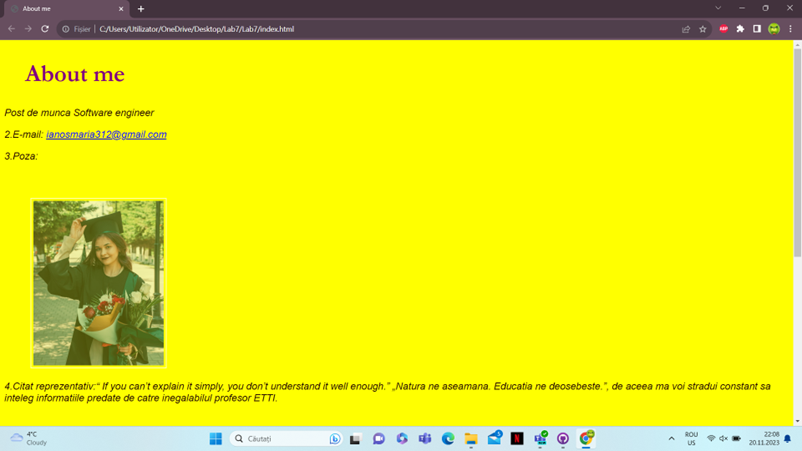 About me
Fișier
C:/Users/Utilizator/OneDrive/Desktop/Lab7/Lab7/index.html
About me
Post de munca Software engineer
2.E-mail: ianosmaria312@gmail.com
3.Poza:
4.Citat reprezentativ:“ If you can’t explain it simply, you don’t understand it well enough.” „Natura ne aseamana. Educatia ne deosebeste.”, de aceea ma voi stradui constant sa
inteleg informatiile predate de catre inegalabilul profesor ETTI.
4°C
Cloudy
Căutați
ROU
US
22:08
20.11.2023